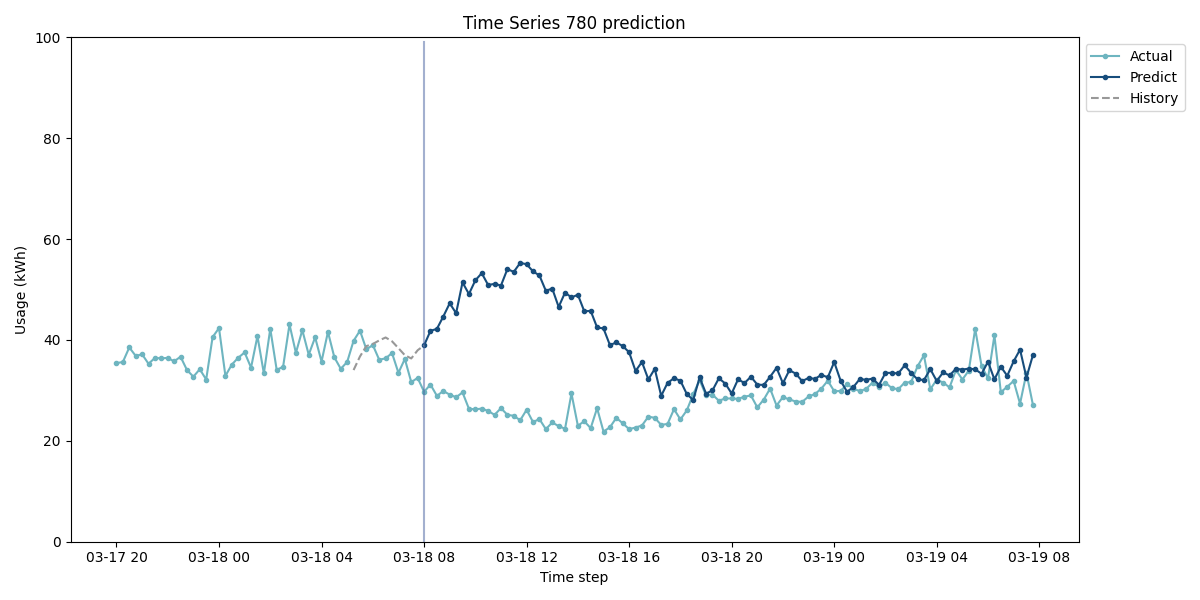 Time Series 780 prediction
Usage (kWh)
100
80
60
40
20
0
03-17 20
03-18 00
03-18 04
03-18 08
03-18 12
03-18 16
03-18 20
03-19 00
03-19 04
03-19 08
Time step
Actual
Predict
History